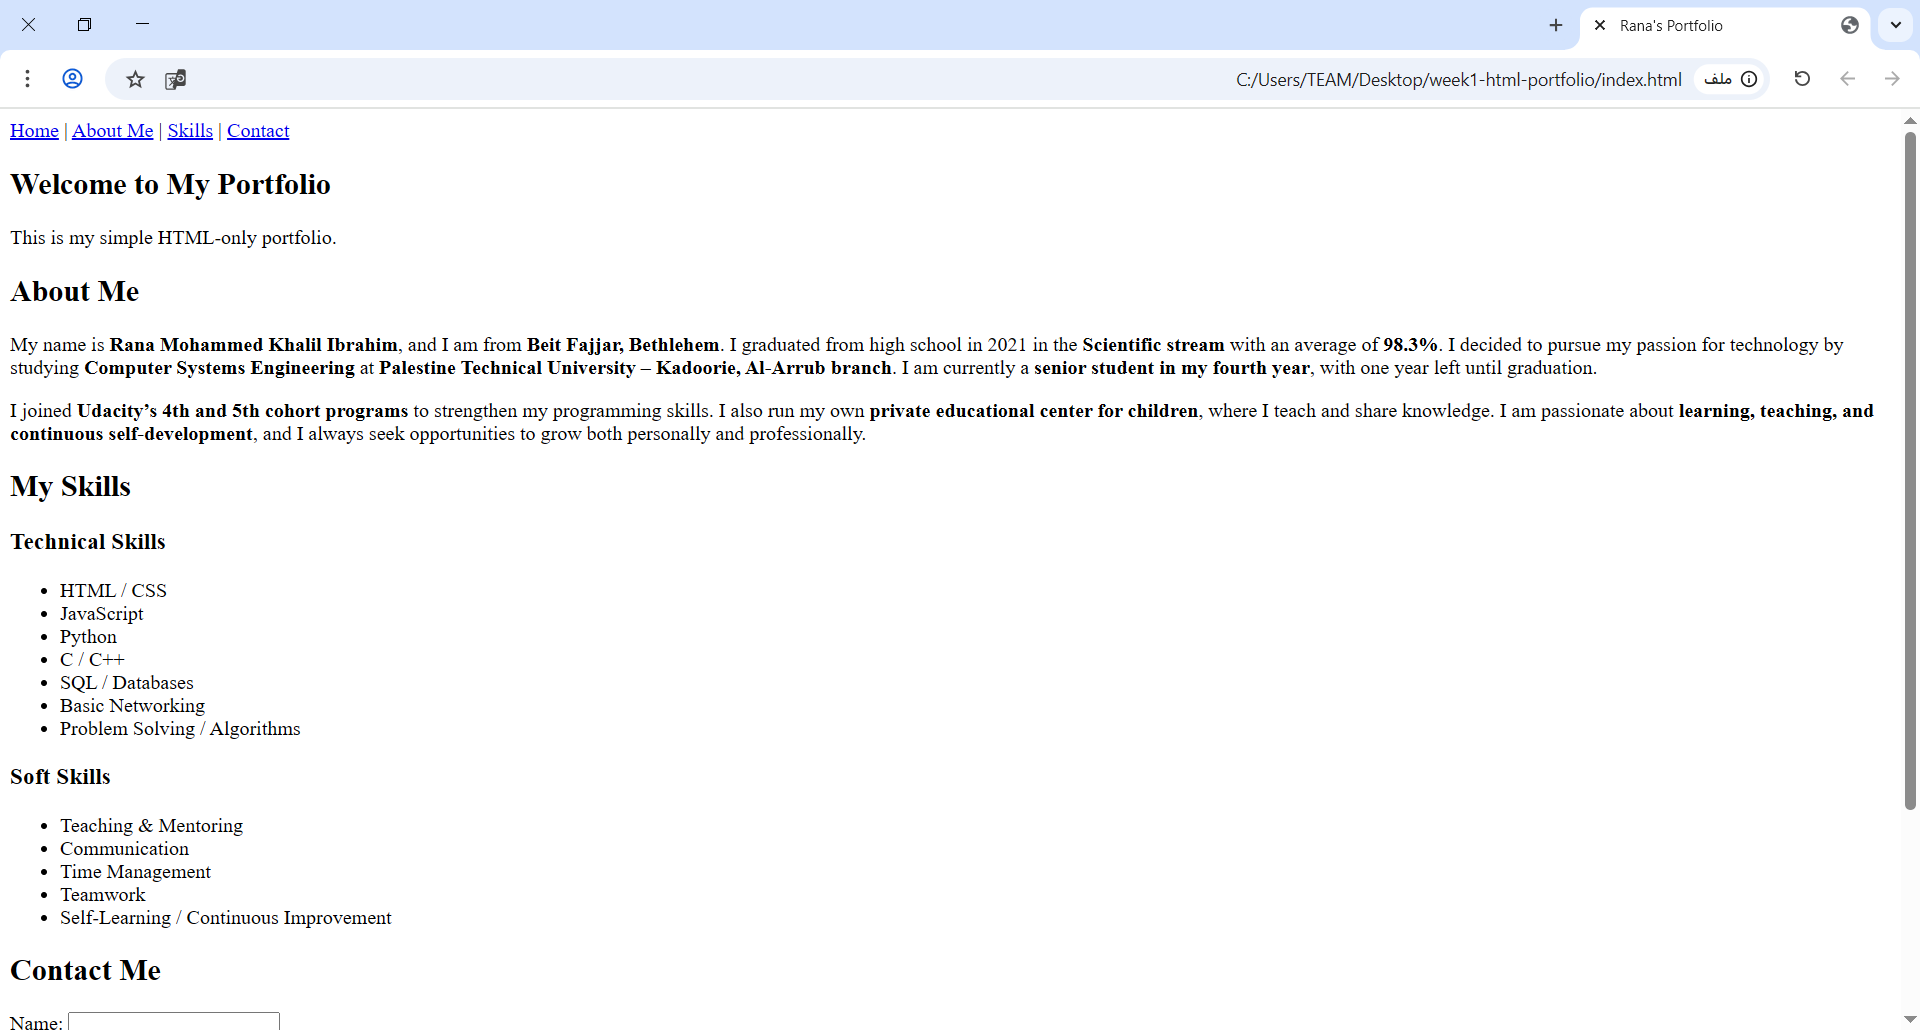 Rana's Portfolio
C:/Users/TEAM/Desktop/week1-html-portfolio/index.html ملف
Home | About Me | Skills | Contact
Welcome to My Portfolio
This is my simple HTML-only portfolio.
About Me
My name is Rana Mohammed Khalil Ibrahim, and I am from Beit Fajjar, Bethlehem. I graduated from high school in 2021 in the Scientific stream with an average of 98.3%. I decided to pursue my passion for technology by
studying Computer Systems Engineering at Palestine Technical University – Kadoorie, Al-Arrub branch. I am currently a senior student in my fourth year, with one year left until graduation.
I joined Udacity’s 4th and 5th cohort programs to strengthen my programming skills. I also run my own private educational center for children, where I teach and share knowledge. I am passionate about learning, teaching, and
continuous self-development, and I always seek opportunities to grow both personally and professionally.
My Skills
Technical Skills
• HTML / CSS
• JavaScript
• Python
• C / C++
• SQL / Databases
• Basic Networking
• Problem Solving / Algorithms
Soft Skills
• Teaching & Mentoring
• Communication
• Time Management
• Teamwork
• Self-Learning / Continuous Improvement
Contact Me
Name: